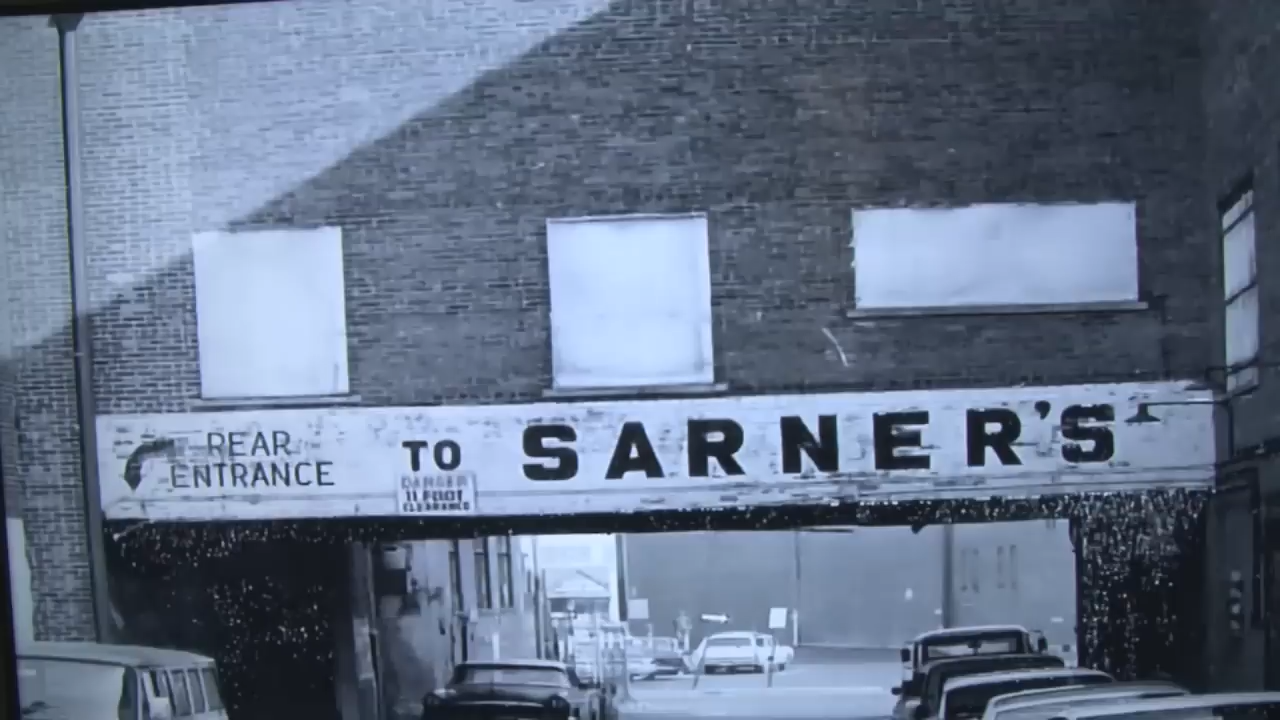 REAR
ENTRANCE
TO
SARNER'S
DANGER
11 FOOT
CLEARANCE